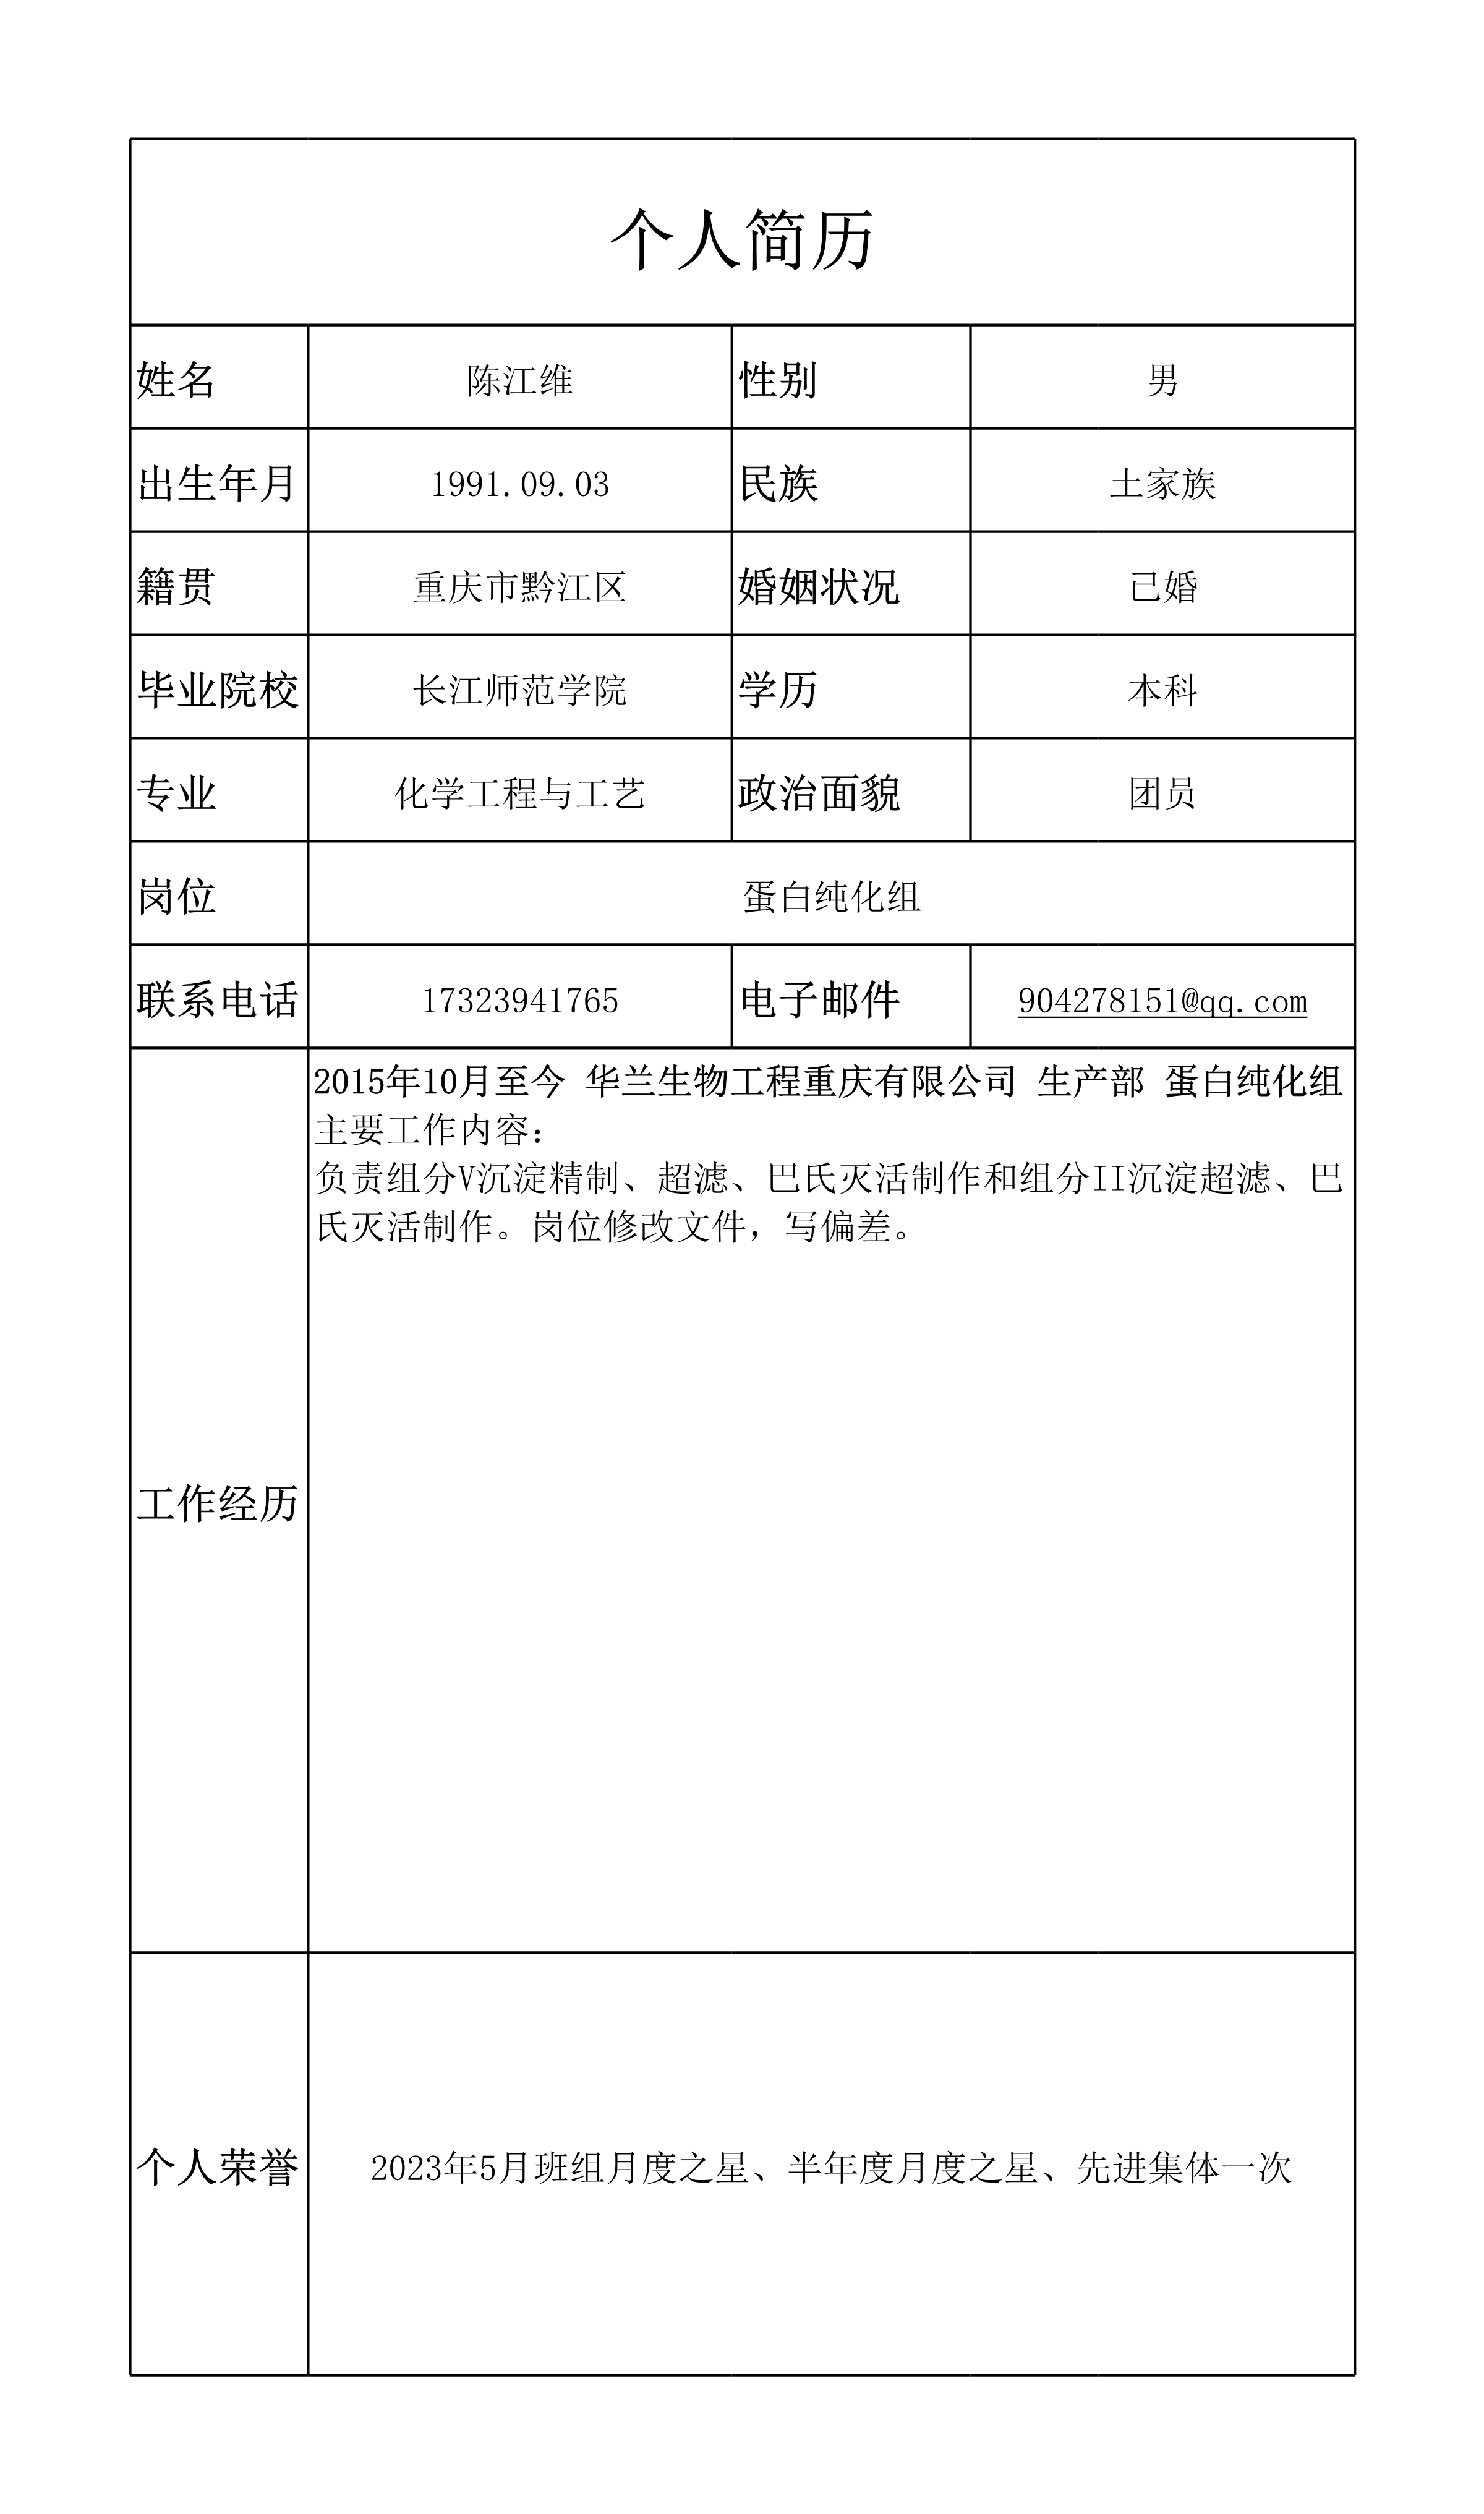 个人简历
姓名 陈江维 性别 男
出生年月 1991.09.03 民族 土家族
籍贯 重庆市黔江区 婚姻状况 已婚
毕业院校 长江师范学院 学历 本科
专业 化学工程与工艺 政治面貌 团员
岗位 蛋白纯化组
联系电话 17323941765 电子邮件 904278151@qq.com
2015年10月至今 华兰生物工程重庆有限公司 生产部 蛋白纯化组
主要工作内容：
负责组分V沉淀精制、超滤、巴氏灭活制作和组分II沉淀超滤、巴
氏灭活制作。岗位修改文件，写偏差。
工作经历
个人荣誉 2023年5月班组月度之星、半年度月度之星、先进集体一次